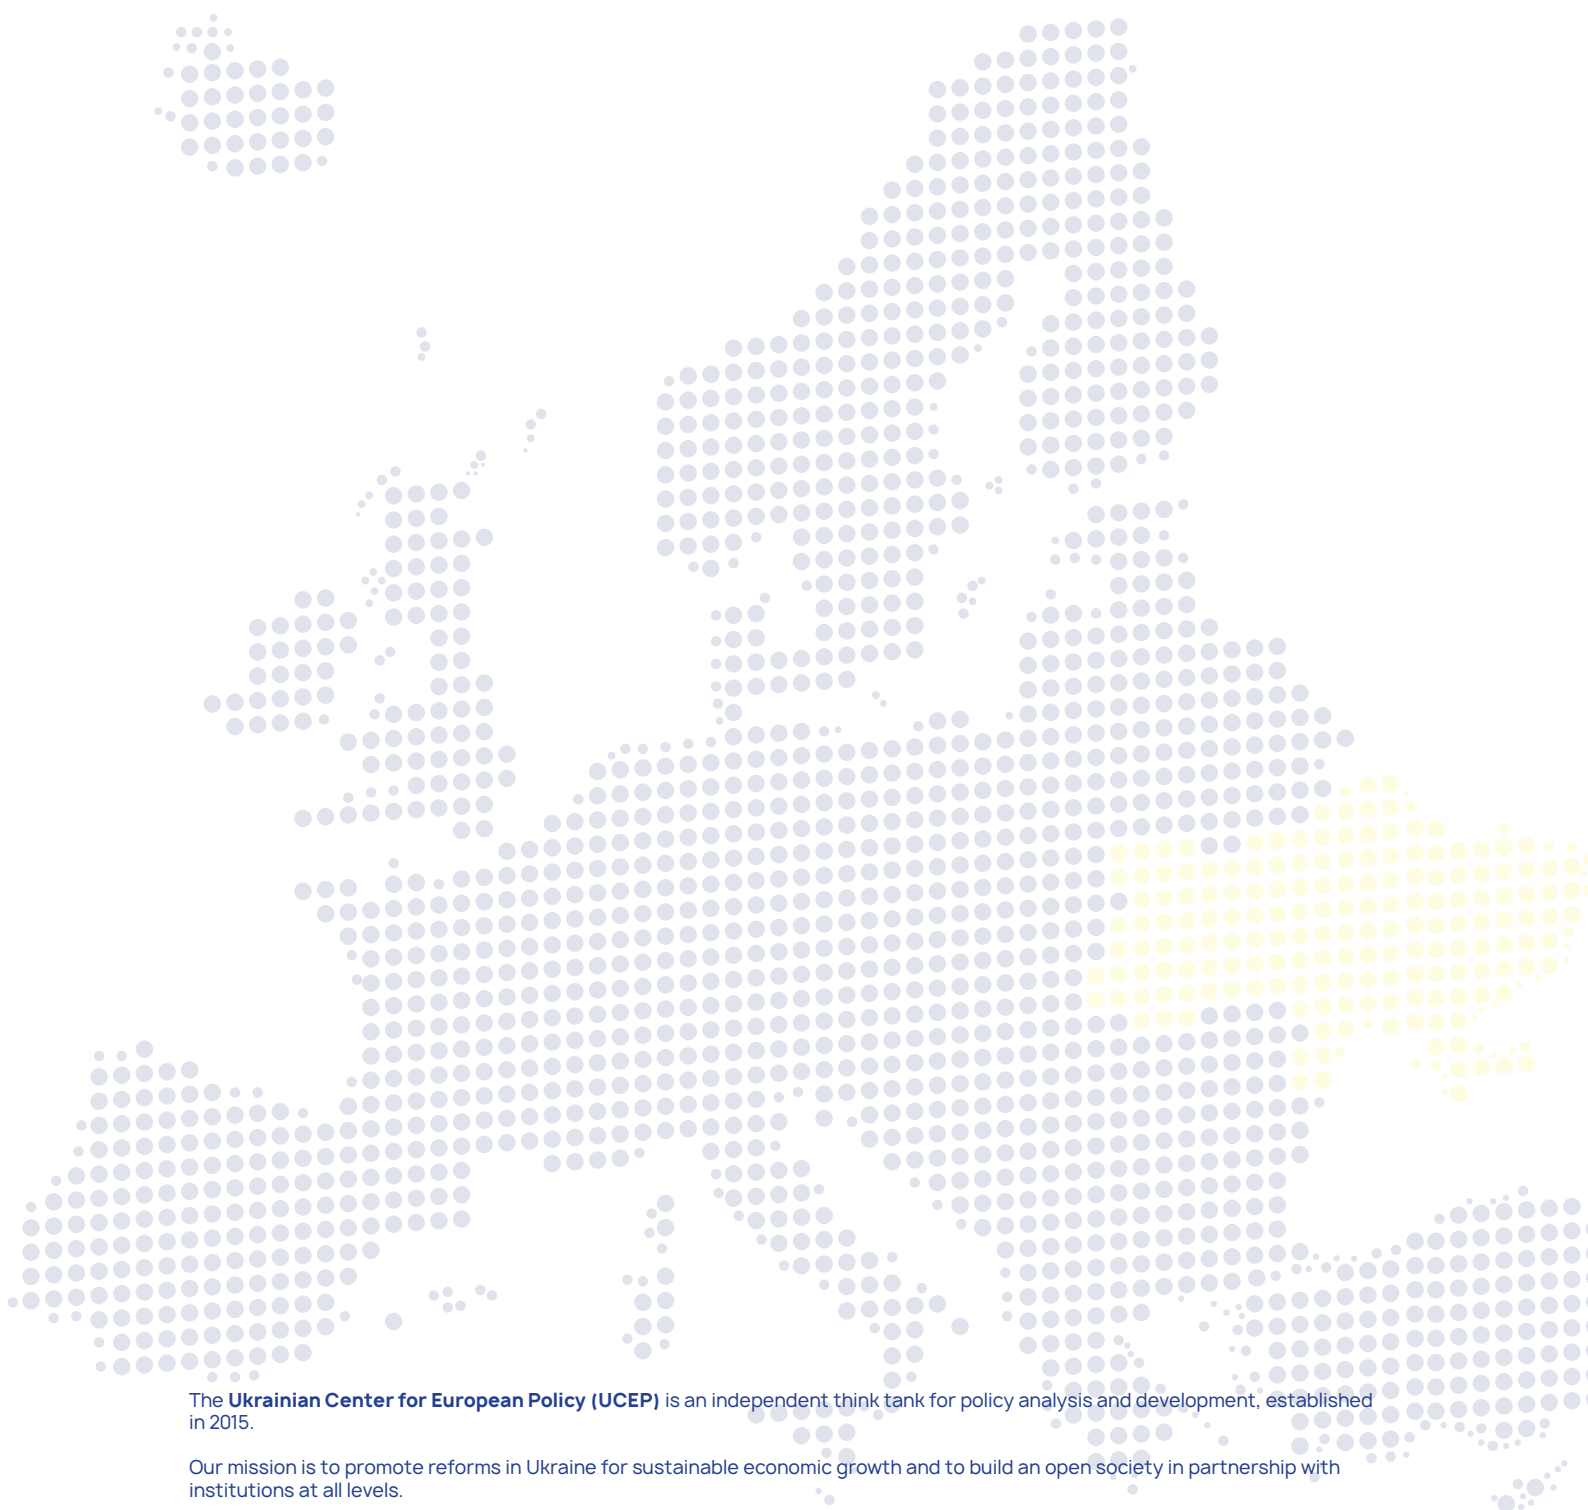 The Ukrainian Center for European Policy (UCEP) is an independent think tank for policy analysis and development, established
in 2015.
Our mission is to promote reforms in Ukraine for sustainable economic growth and to build an open society in partnership with
institutions at all levels.